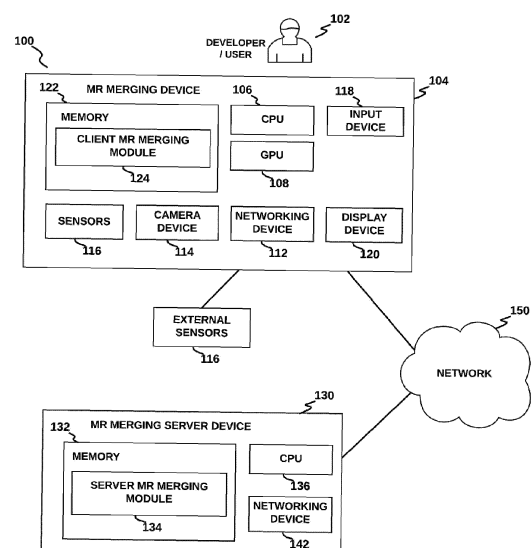 102
DEVELOPER
/ USER
100
104
122
MR MERGING DEVICE
106
118
MEMORY
CPU
INPUT
DEVICE
CLIENT MR MERGING
MODULE
GPU
124
108
SENSORS
CAMERA
DEVICE
NETWORKING
DEVICE
DISPLAY
DEVICE
116
114
112
120
EXTERNAL
SENSORS
116
150
NETWORK
130
132
MR MERGING SERVER DEVICE
MEMORY
CPU
SERVER MR MERGING
MODULE
136
NETWORKING
DEVICE
134
142